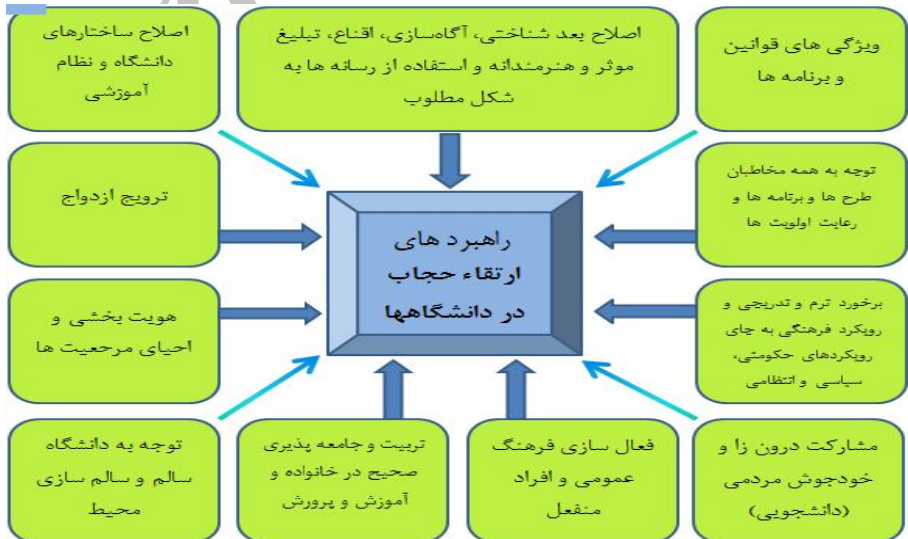 ویژگی های قوانین
و برنامه ها
اصلاح بعد شناختی، آگاه‌سازی، اقناع، تبلیغ
موثر و هنرمندانه و استفاده از رسانه ها به
شکل مطلوب
اصلاح ساختارهای
دانشگاه و نظام
آموزشی
توجه به همه مخاطبان
طرح ها و برنامه ها و
رعایت اولویت ها
ترویج ازدواج
راهبرد های
ارتقاء حجاب
در دانشگاهها
برخورد نرم و تدریجی و
رویکرد فرهنگی به جای
رویکردهای حکومتی،
سیاسی و انتظامی
هویت بخشی و
احیای مرجعیت ها
مشارکت درون زا و
خودجوش مردمی
(دانشجویی)
فعال سازی فرهنگ
عمومی و افراد
منفعل
تربیت و جامعه پذیری
صحیح در خانواده و
آموزش و پرورش
توجه به دانشگاه
سالم و سالم سازی
محیط